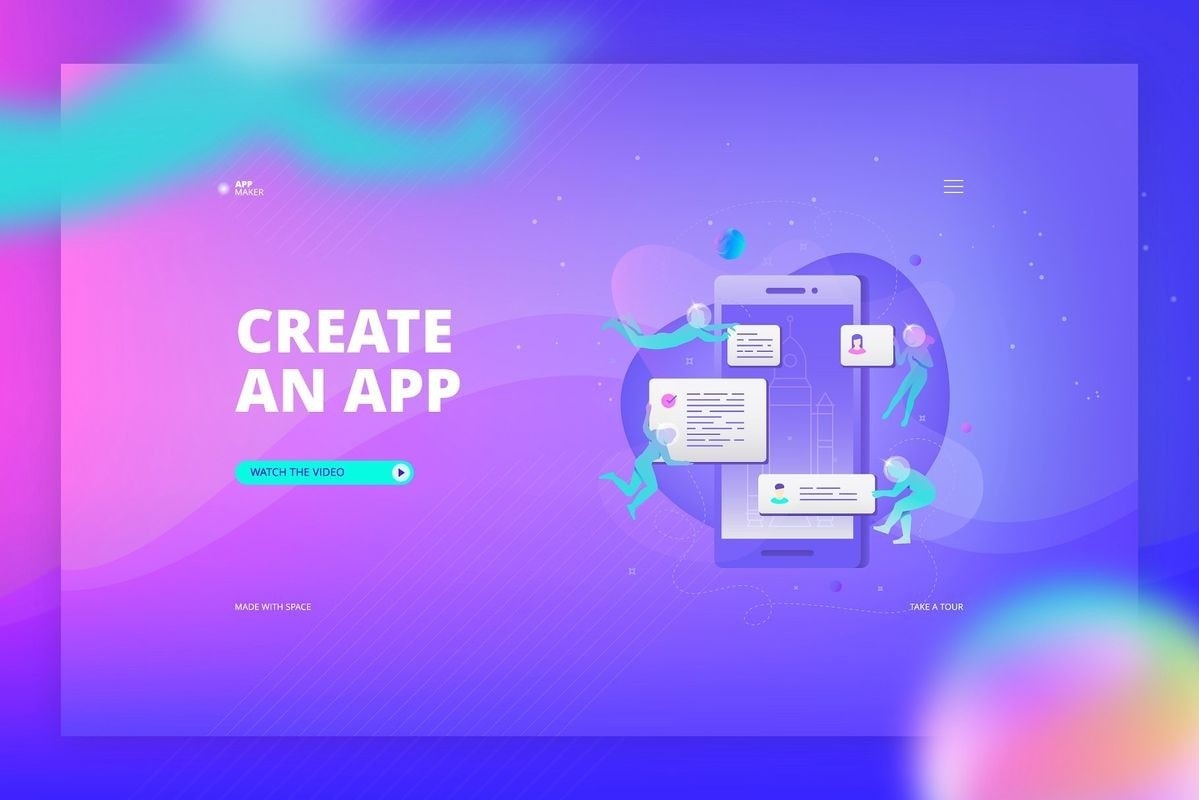 APP
MAKER
CREATE
AN APP
WATCH THE VIDEO
MADE WITH SPACE
TAKE A TOUR